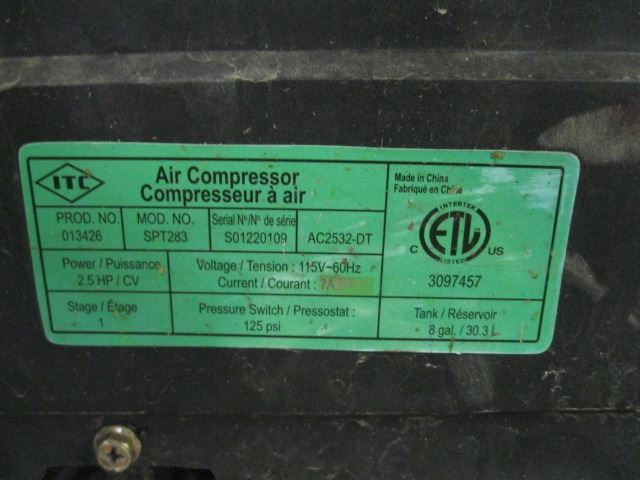 ITC
Air Compressor
Compresseur à air
Made in China
Fabriqué en Chine
PROD. NO.
013426
MOD. NO.
SPT283
Serial Nº/Nº de série
S01220109
AC2532-DT
INTERTEK
ETL
LISTED
C US
3097457
Power / Puissance
2.5 HP / CV
Voltage / Tension : 115V~60Hz
Current / Courant : 7A
Stage / Étage
1
Pressure Switch / Pressostat :
125 psi
Tank / Réservoir
8 gal. / 30.3 L